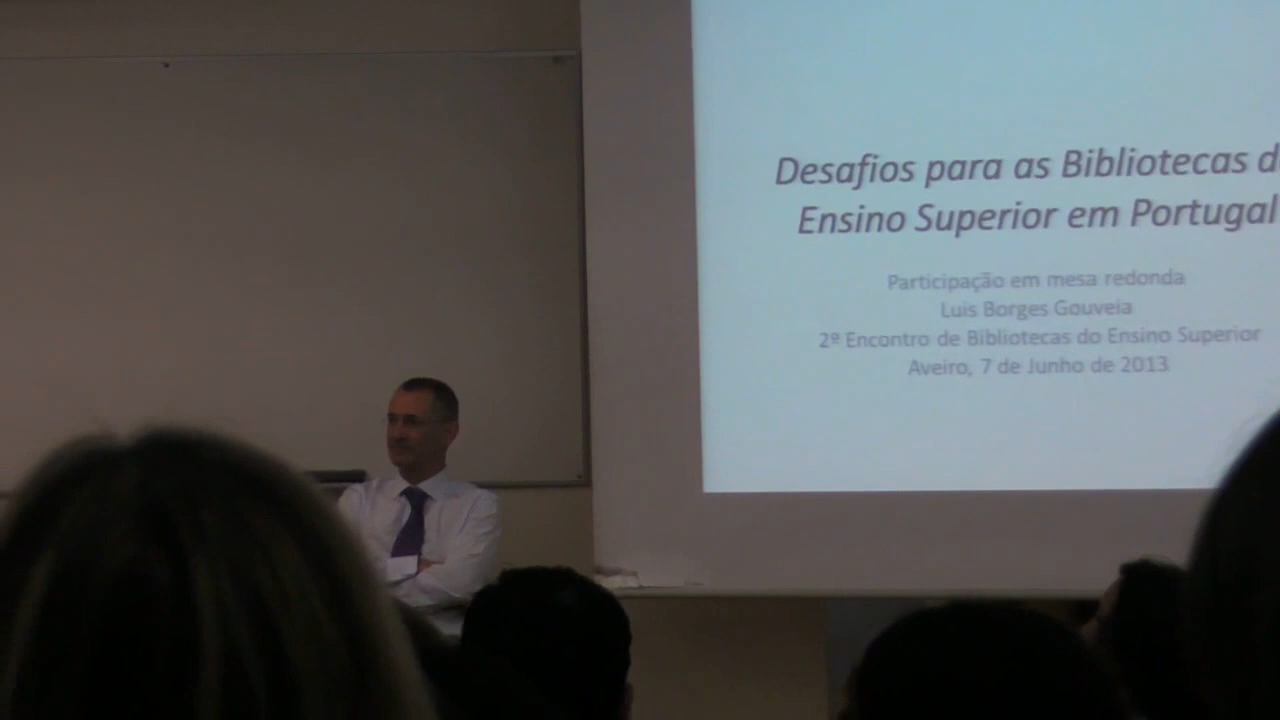 Desafios para as Bibliotecas d
Ensino Superior em Portugal
Participação em mesa redonda
Luis Borges Gouveia
2º Encontro de Bibliotecas do Ensino Superior
Aveiro, 7 de Junho de 2013